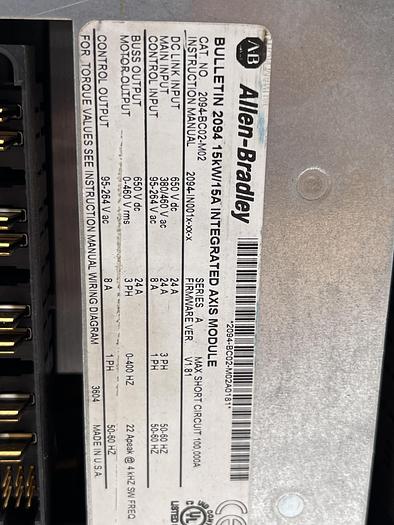 AB Allen-Bradley
BULLETIN 2094 15kW/15A INTEGRATED AXIS MODULE
CAT. NO. 2094-BC02-M02 SERIES A MAX SHORT CIRCUIT 100,000A
INSTRUCTION MANUAL 2094-IN001x-xx-x FIRMWARE VER. V1.81
DC LINK INPUT 650 V dc 24 A
MAIN INPUT 380/460 V ac 24 A 3 PH 50-60 HZ
CONTROL INPUT 95-264 V ac 8 A 1 PH 50-60 HZ
BUSS OUTPUT 650 V dc 24 A
MOTOR OUTPUT 0-460 V rms 3 PH 0-400 HZ 22 Apeak @ 4 kHZ SW FREQ
CONTROL OUTPUT 95-264 V ac 8 A 1 PH 50-60 HZ
FOR TORQUE VALUES SEE INSTRUCTION MANUAL WIRING DIAGRAM 3604 MADE IN U.S.A.
*2094-BC02-M02A0181*
CE
C UL
LISTED